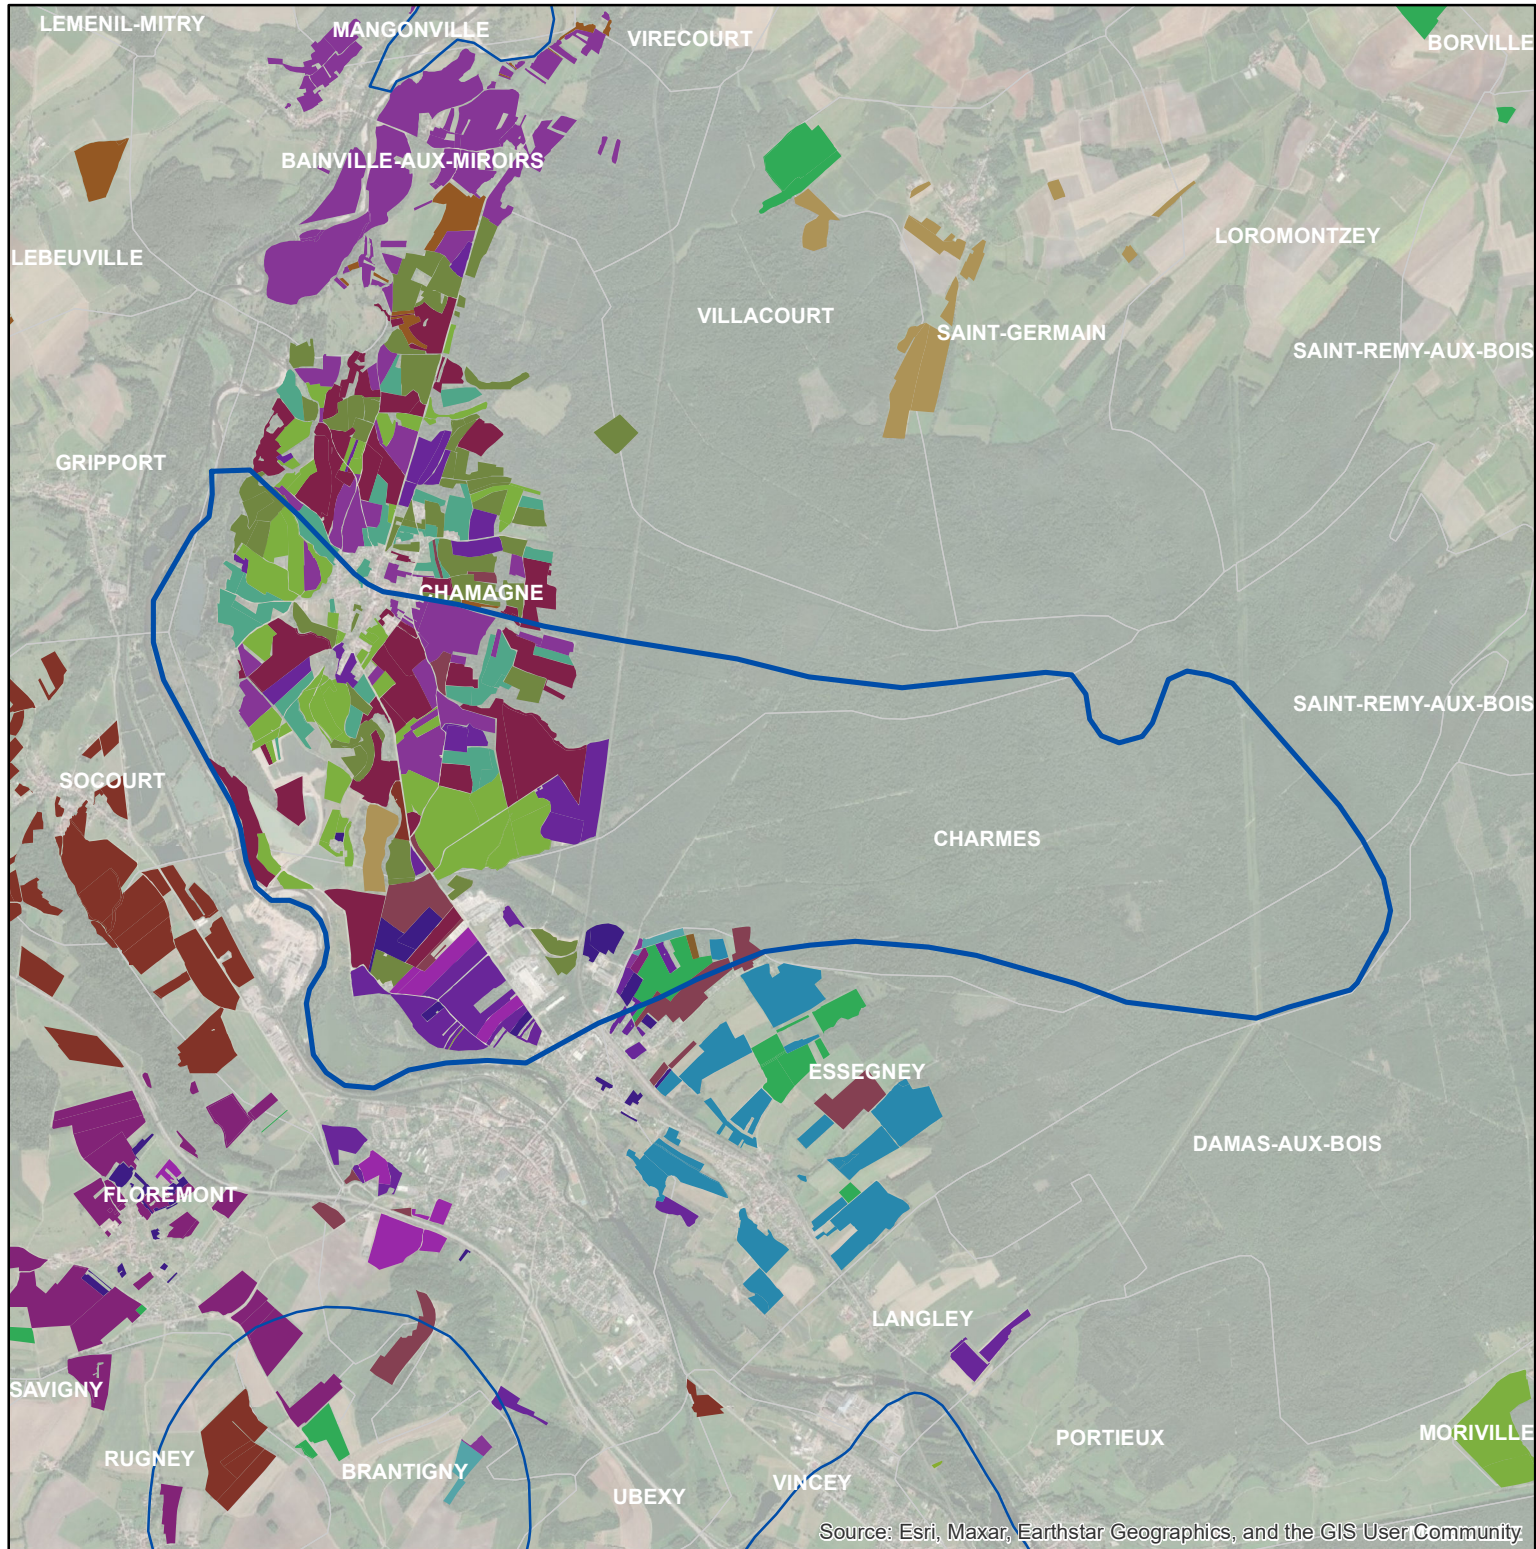 LEMENIL-MITRY
MANGONVILLE
VIRECOURT
BORVILLE
BAINVILLE-AUX-MIROIRS
LOROMONTZEY
LEBEUVILLE
VILLACOURT
SAINT-GERMAIN
SAINT-REMY-AUX-BOIS
GRIPPORT
CHAMAGNE
SAINT-REMY-AUX-BOIS
SOCOURT
CHARMES
ESSEGNEY
DAMAS-AUX-BOIS
FLOREMONT
LANGLEY
SAVIGNY
MORIVILLE
PORTIEUX
RUGNEY
BRANTIGNY
VINCEY
UBEXY
Source: Esri, Maxar, Earthstar Geographics, and the GIS User Community